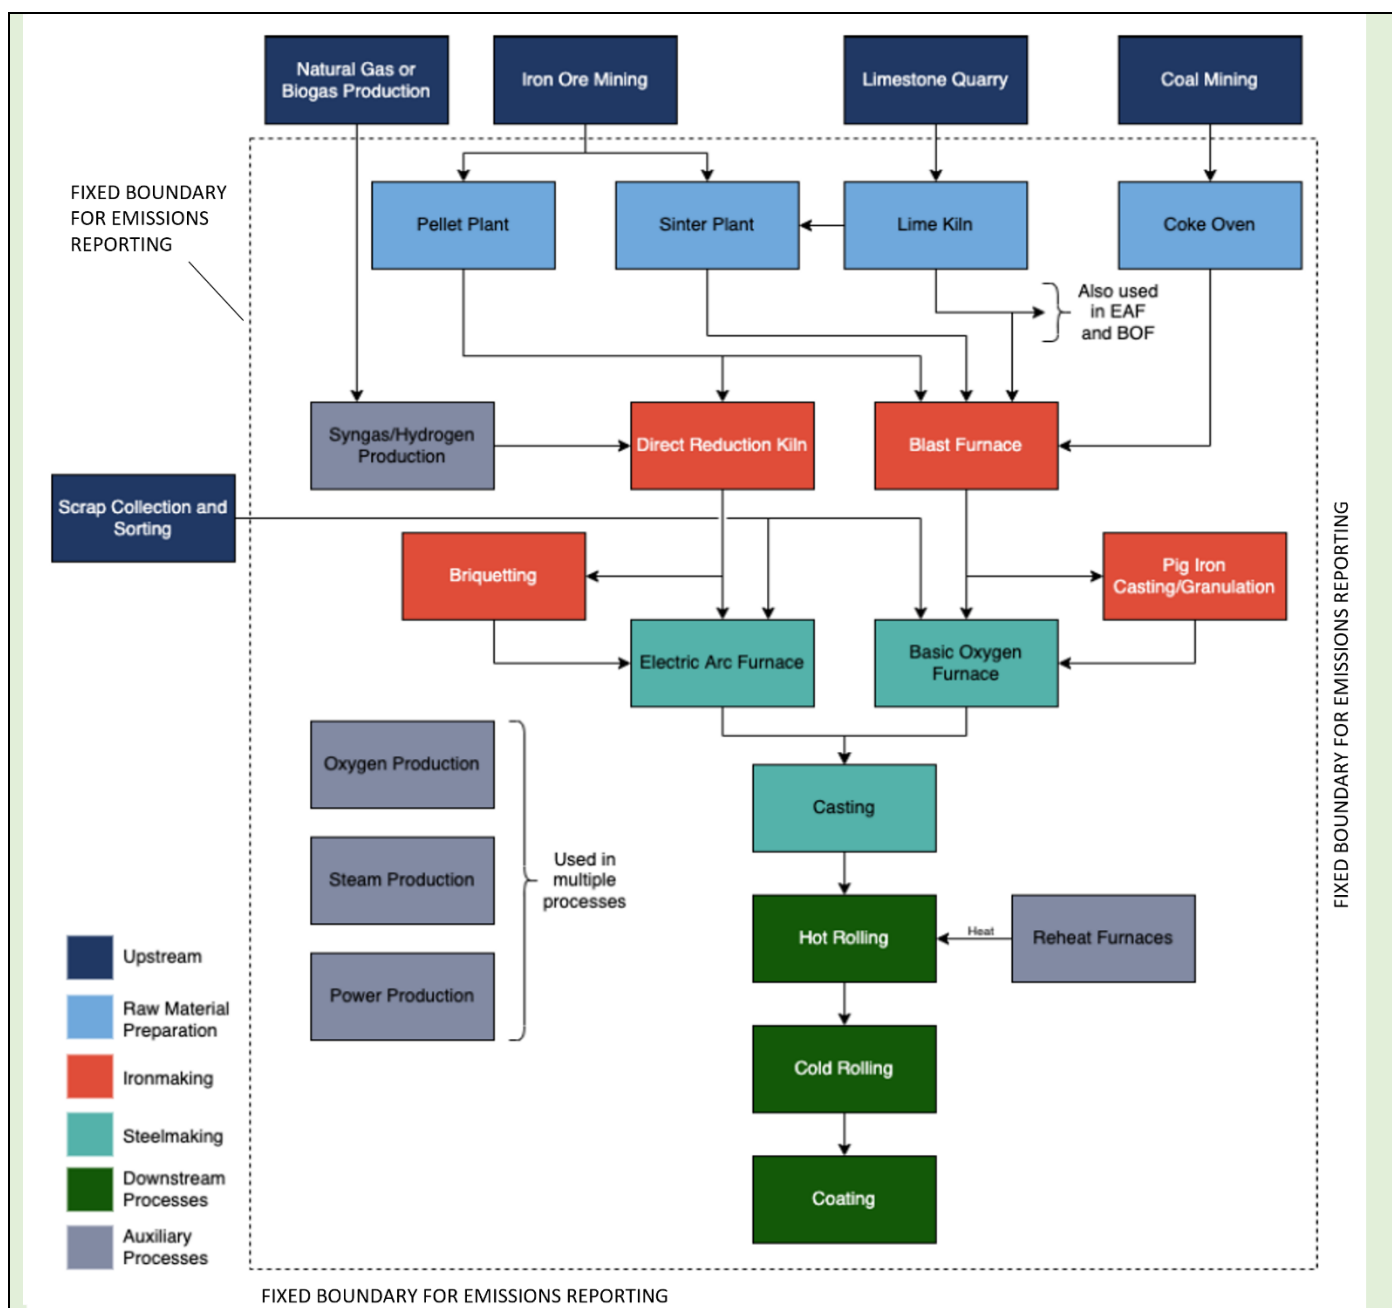 Natural Gas or
Biogas Production
Iron Ore Mining
Limestone Quarry
Coal Mining
FIXED BOUNDARY
FOR EMISSIONS
REPORTING
Pellet Plant
Sinter Plant
Lime Kiln
Coke Oven
Also used
in EAF
and BOF
Syngas/Hydrogen
Production
Direct Reduction Kiln
Blast Furnace
Scrap Collection and
Sorting
Briquetting
Pig Iron
Casting/Granulation
FIXED BOUNDARY FOR EMISSIONS REPORTING
Electric Arc Furnace
Basic Oxygen
Furnace
Oxygen Production
Casting
Steam Production
Used in
multiple
processes
Hot Rolling
Heat
Reheat Furnaces
Power Production
Cold Rolling
Coating
Upstream
Raw Material
Preparation
Ironmaking
Steelmaking
Downstream
Processes
Auxiliary
Processes
FIXED BOUNDARY FOR EMISSIONS REPORTING